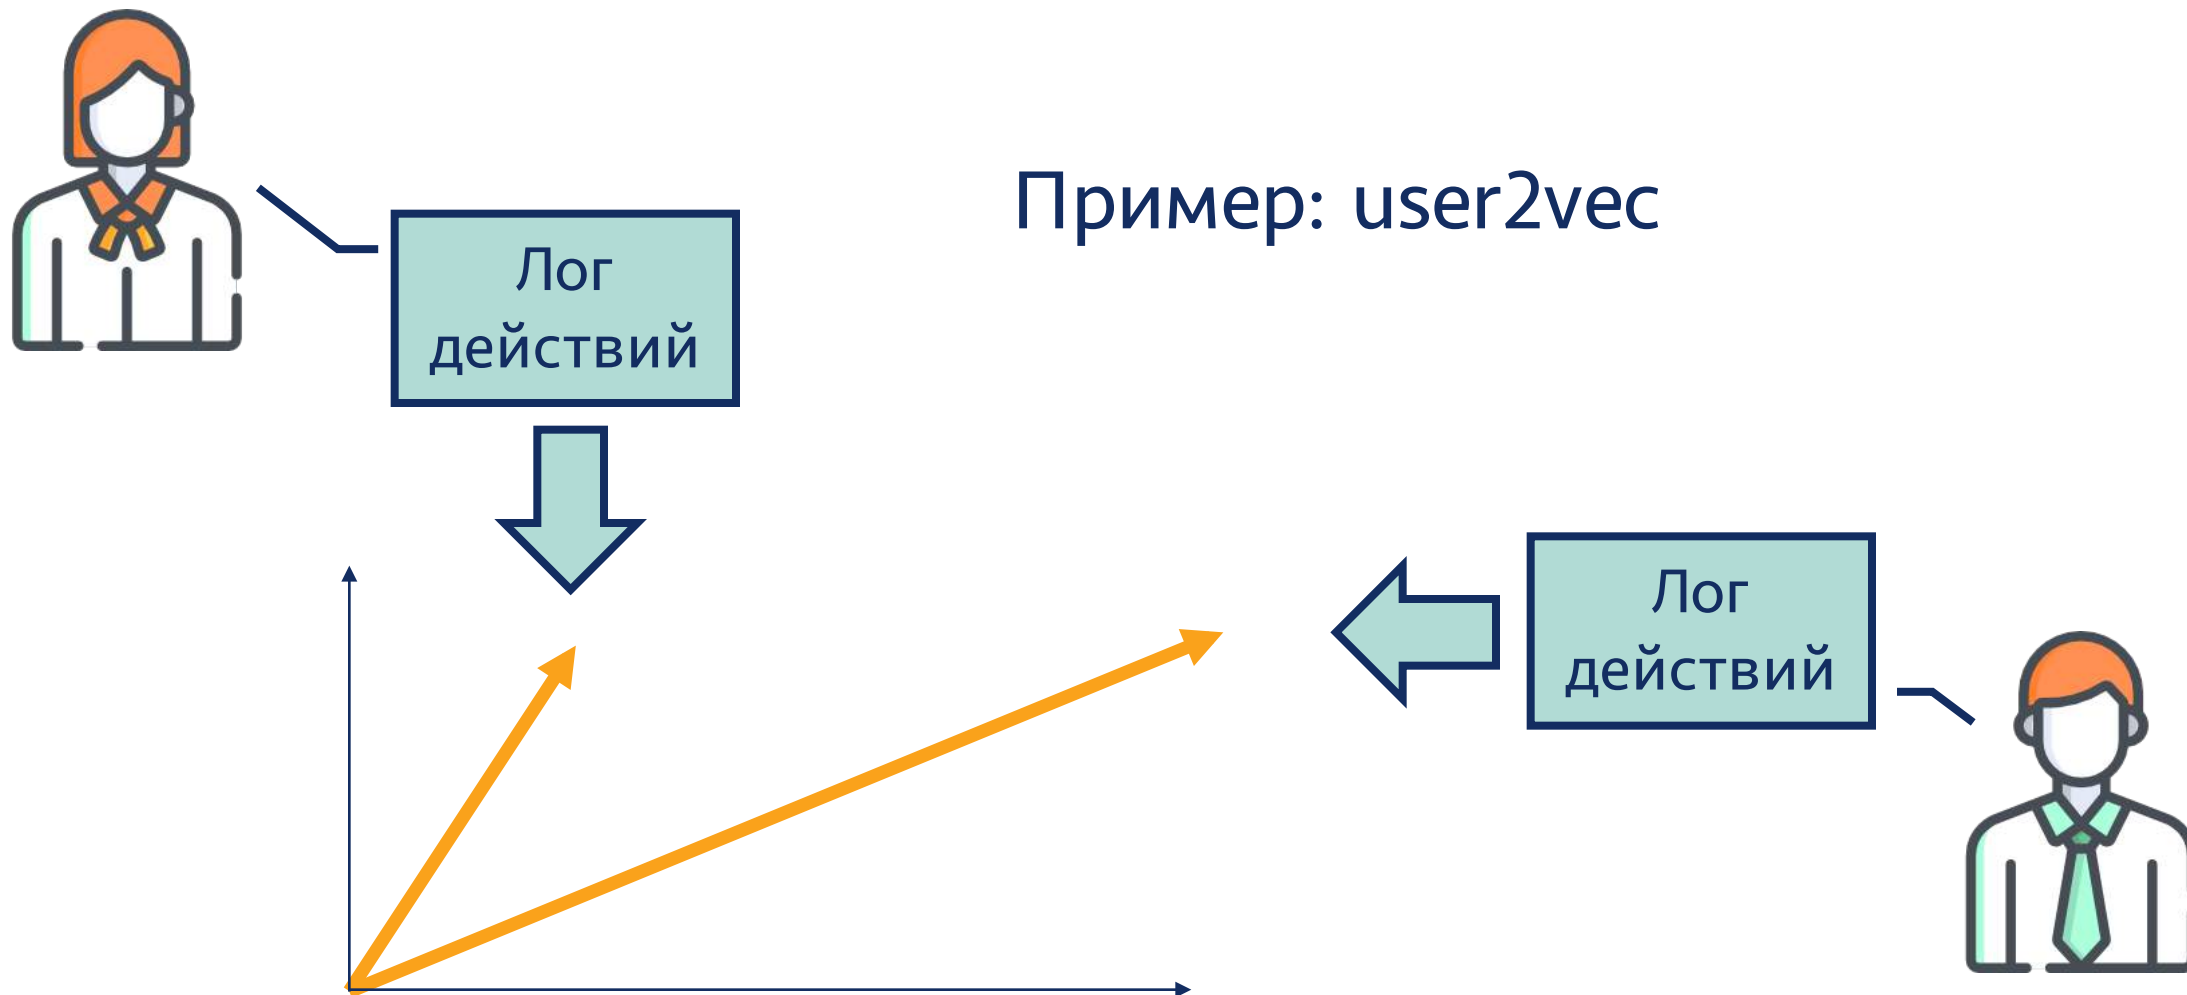 Пример: user2vec
Лог
действий
Лог
действий